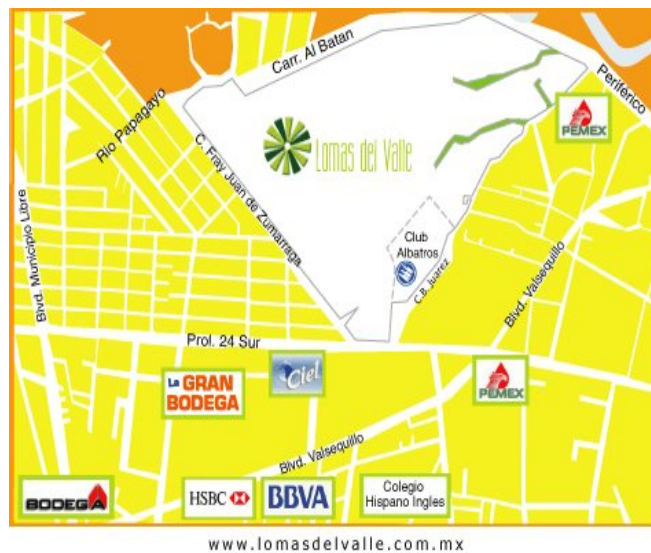 Carr. Al Batan
Periferico
Rio Papagayo
C. Fray Juan de Zumarraga
Lomas del Valle
PEMEX
Blvd. Municipio Libre
Club
Albatros
C.B. Juarez
Blvd. Valsequillo
Prol. 24 Sur
La GRAN
BODEGA
Ciel
PEMEX
Blvd. Valsequillo
BODEGA
HSBC
BBVA
Colegio
Hispano Ingles
www.lomasdelvalle.com.mx